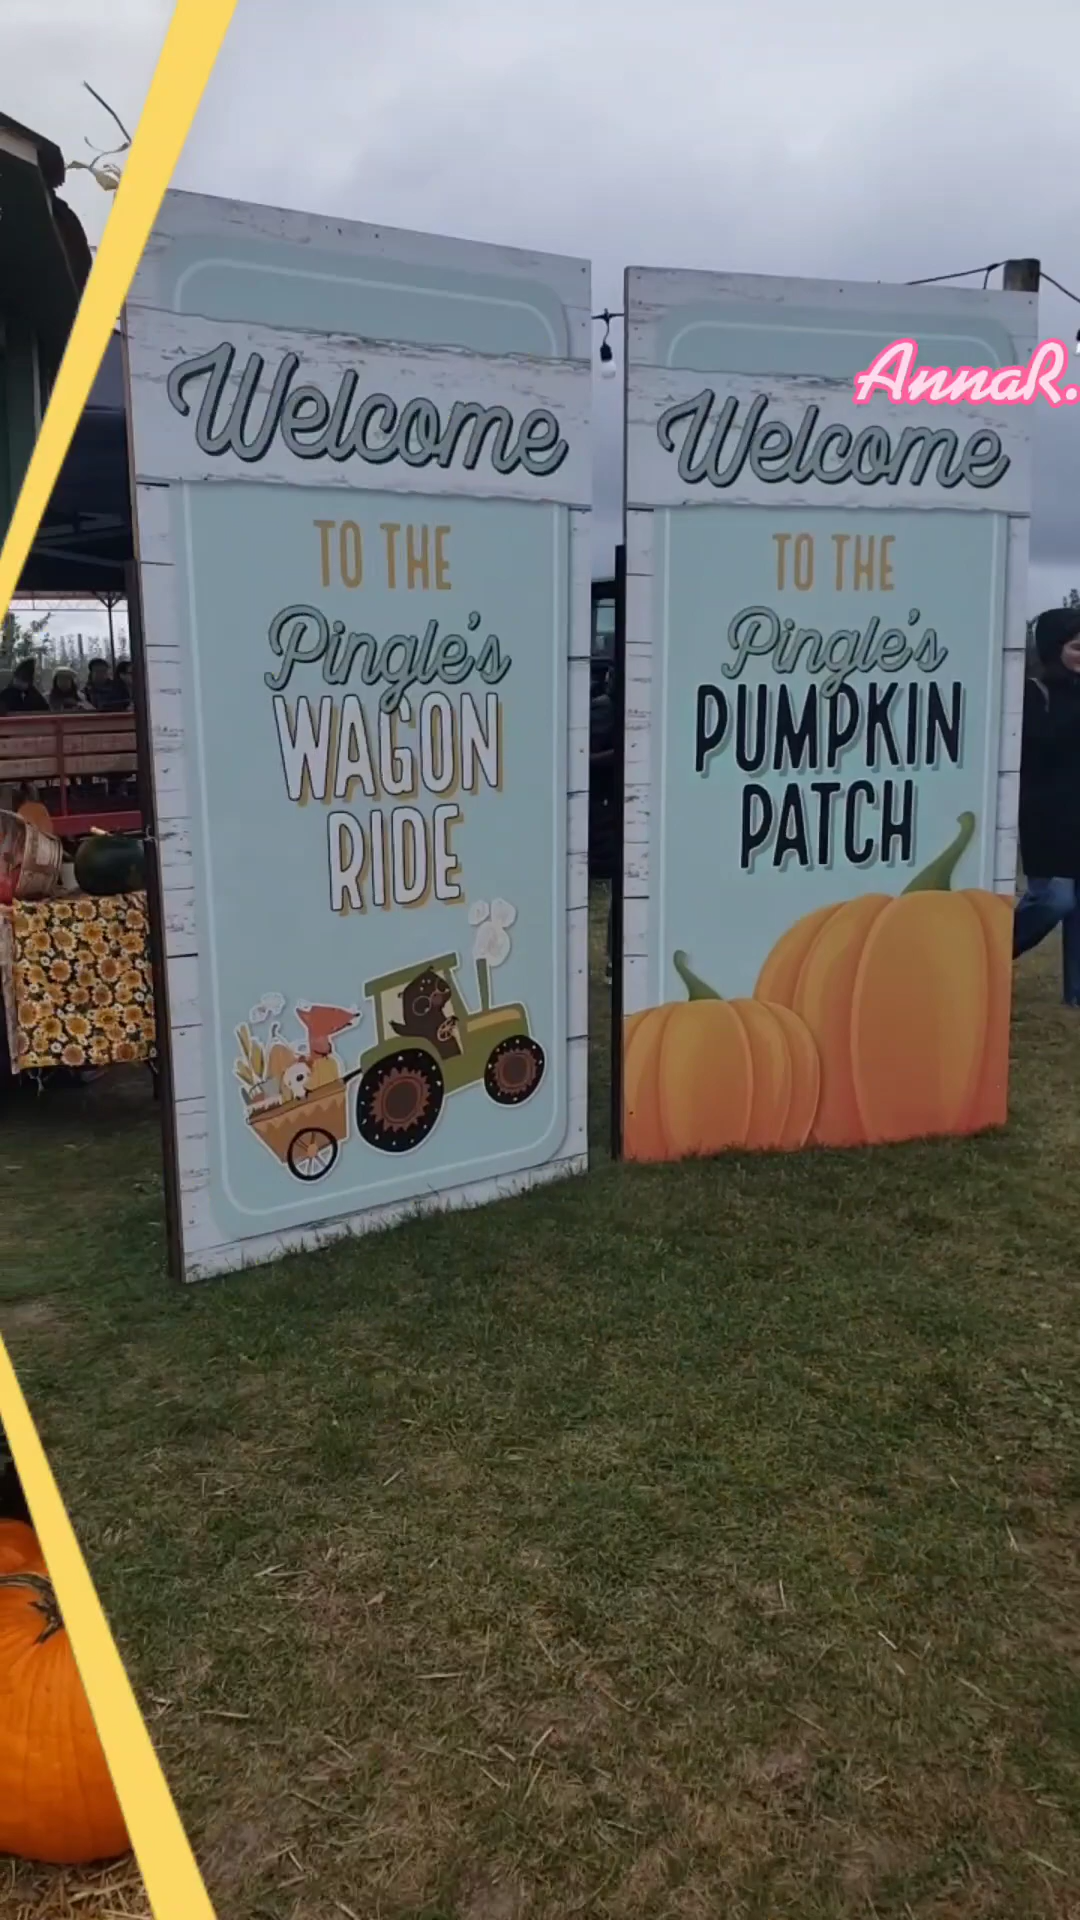 Welcome
TO THE
Pingle's
WAGON
RIDE
Welcome
TO THE
Pingle's
PUMPKIN
PATCH
AnnaR.